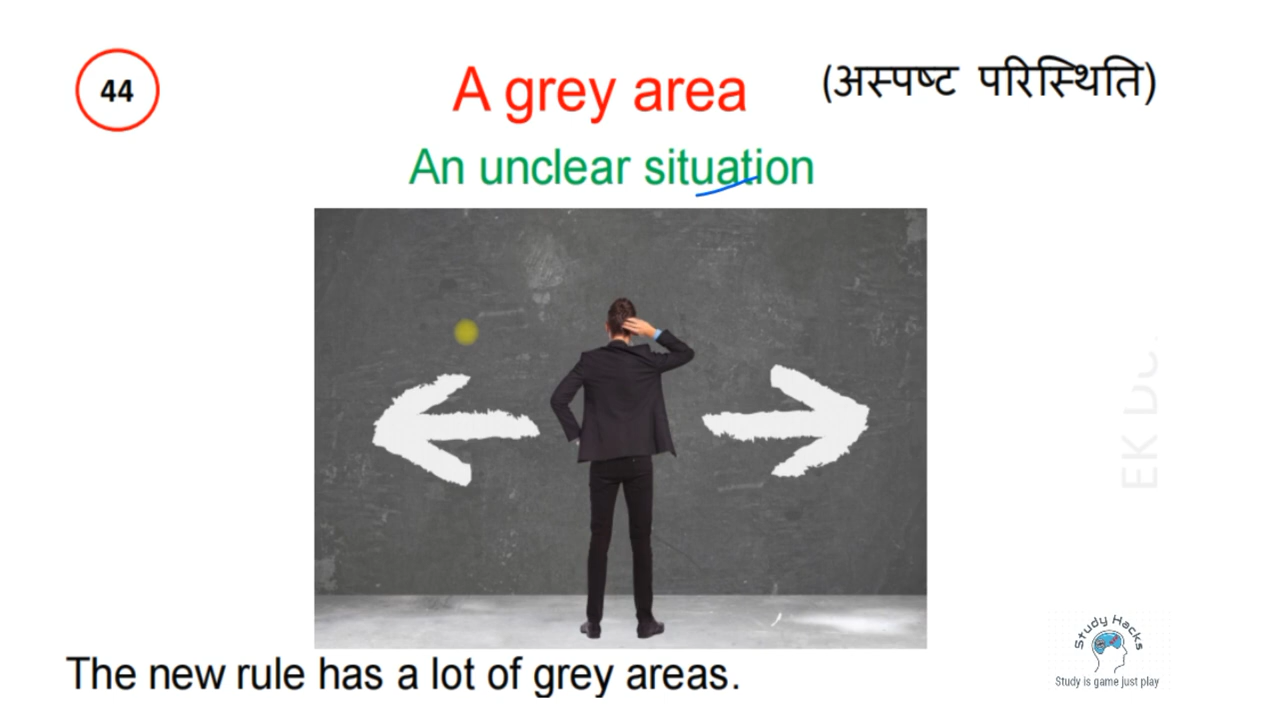 44
A grey area
(अस्पष्ट परिस्थिति)
An unclear situation
EK
The new rule has a lot of grey areas.
Study Hacks
Study is game just play